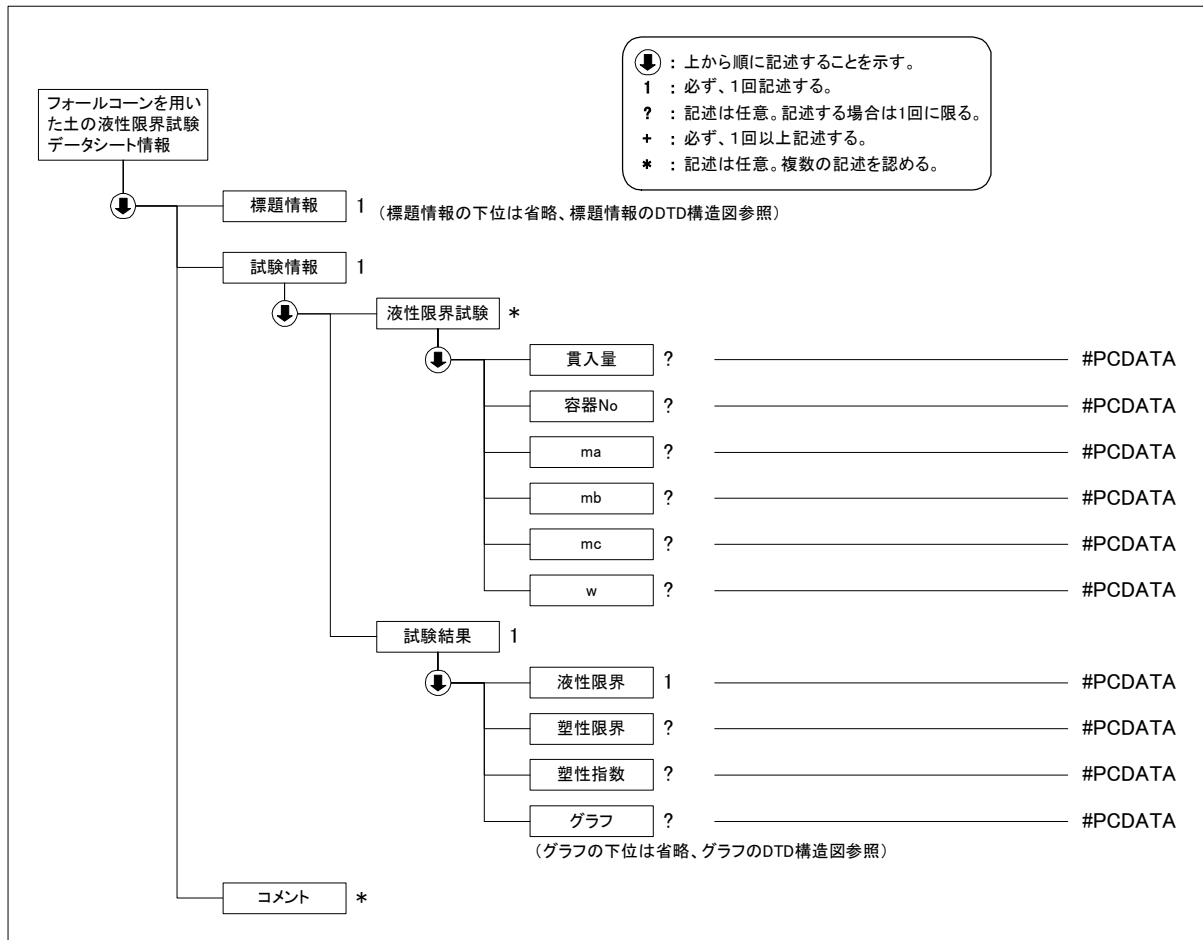 : 上から順に記述することを示す。
1 : 必ず、1回記述する。
? : 記述は任意。記述する場合は1回に限る。
+ : 必ず、1回以上記述する。
* : 記述は任意。複数の記述を認める。
フォールコーンを用い
た土の液性限界試験
データシート情報
標題情報 1 (標題情報の下位は省略、標題情報のDTD構造図参照)
試験情報 1
液性限界試験 *
貫入量 ? #PCDATA
容器No ? #PCDATA
ma ? #PCDATA
mb ? #PCDATA
mc ? #PCDATA
w ? #PCDATA
試験結果 1
液性限界 1 #PCDATA
塑性限界 ? #PCDATA
塑性指数 ? #PCDATA
グラフ ? #PCDATA
(グラフの下位は省略、グラフのDTD構造図参照)
コメント *